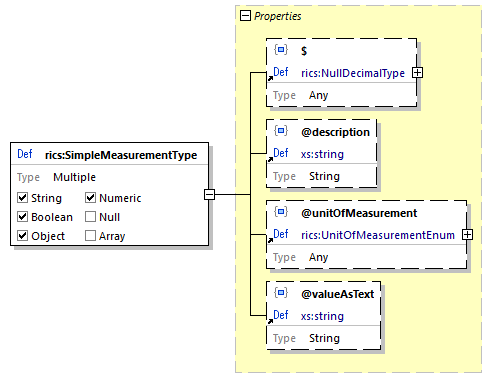 Properties
$
Def rics:NullDecimalType
Type Any
@description
Def xs:string
Type String
Def rics:SimpleMeasurementType
Type Multiple
String Numeric
Boolean Null
Object Array
@unitOfMeasurement
Def rics:UnitOfMeasurementEnum
Type Any
@valueAsText
Def xs:string
Type String